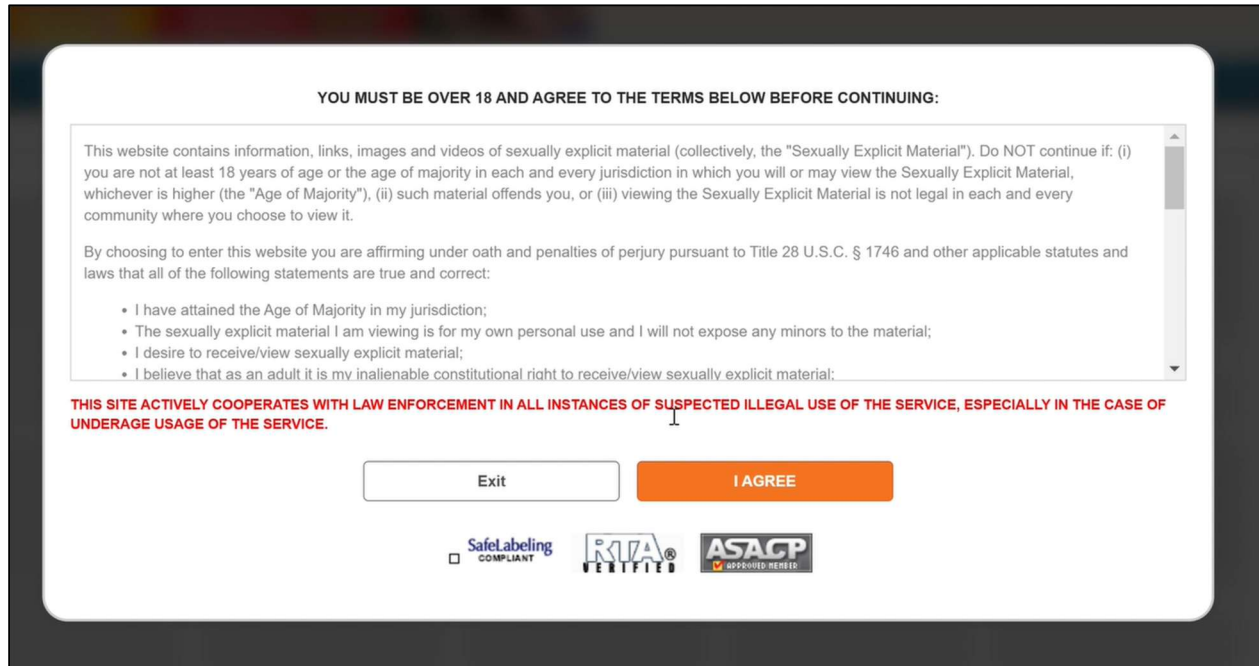 YOU MUST BE OVER 18 AND AGREE TO THE TERMS BELOW BEFORE CONTINUING:
This website contains information, links, images and videos of sexually explicit material (collectively, the "Sexually Explicit Material"). Do NOT continue if: (i)
you are not at least 18 years of age or the age of majority in each and every jurisdiction in which you will or may view the Sexually Explicit Material,
whichever is higher (the "Age of Majority"), (ii) such material offends you, or (iii) viewing the Sexually Explicit Material is not legal in each and every
community where you choose to view it.
By choosing to enter this website you are affirming under oath and penalties of perjury pursuant to Title 28 U.S.C. § 1746 and other applicable statutes and
laws that all of the following statements are true and correct:
• I have attained the Age of Majority in my jurisdiction;
• The sexually explicit material I am viewing is for my own personal use and I will not expose any minors to the material;
• I desire to receive/view sexually explicit material;
• I believe that as an adult it is my inalienable constitutional right to receive/view sexually explicit material;
THIS SITE ACTIVELY COOPERATES WITH LAW ENFORCEMENT IN ALL INSTANCES OF SUSPECTED ILLEGAL USE OF THE SERVICE, ESPECIALLY IN THE CASE OF
UNDERAGE USAGE OF THE SERVICE.
Exit
I AGREE
SafeLabeling
COMPLIANT
RTA®
VERIFIED
ASACP
APPROVED MEMBER